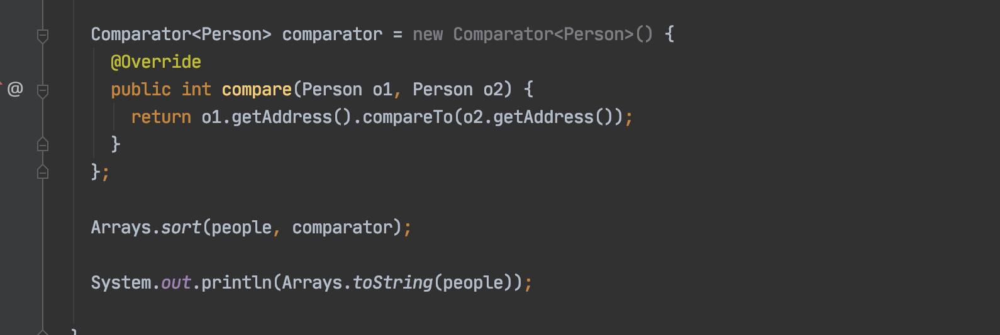 Comparator<Person> comparator = new Comparator<Person>() {
@Override
@ public int compare(Person o1, Person o2) {
return o1.getAddress().compareTo(o2.getAddress());
}
};
Arrays.sort(people, comparator);
System.out.println(Arrays.toString(people));
}